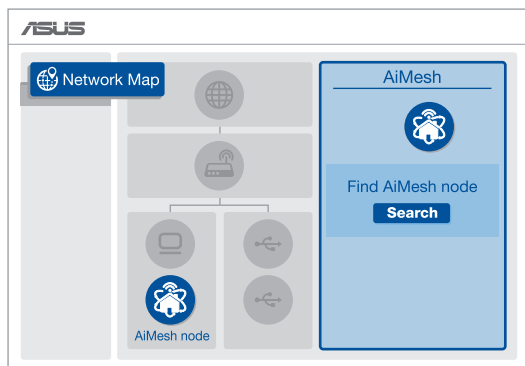 ASUS
Network Map
AiMesh
Find AiMesh node
Search
AiMesh node